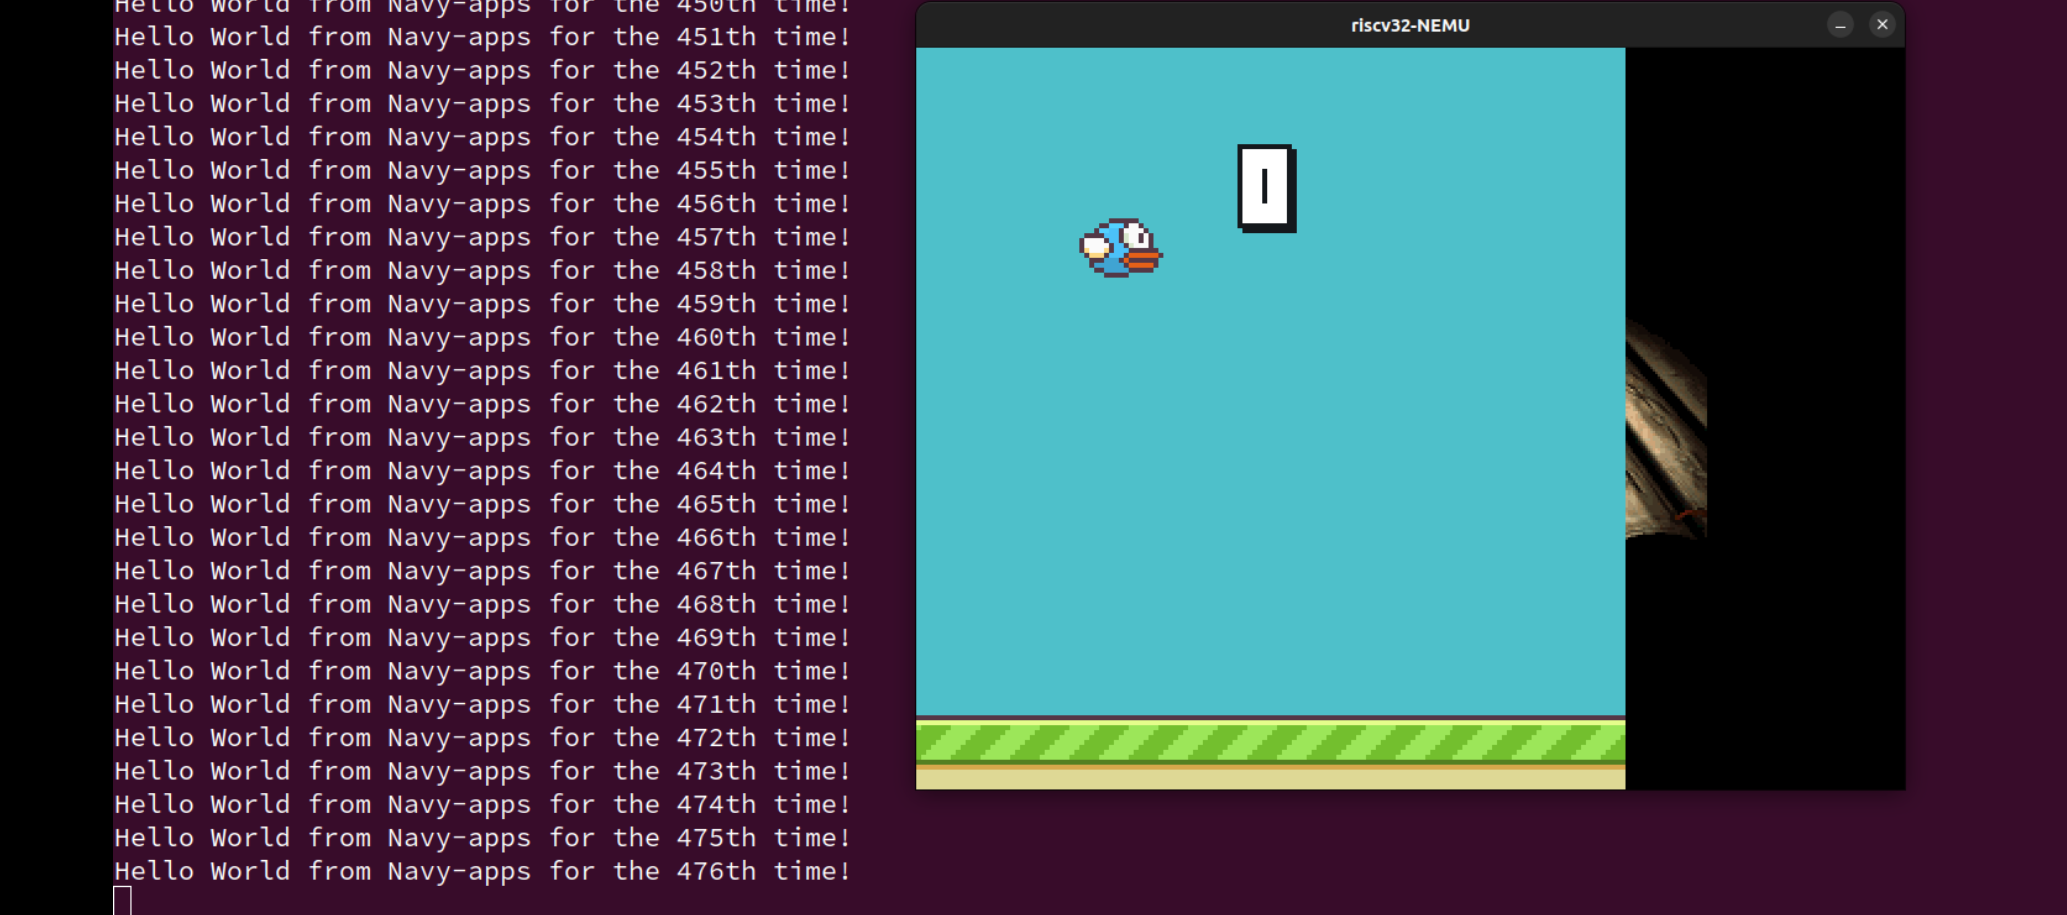 Hello World from Navy-apps for the 450th time!
Hello World from Navy-apps for the 451th time!
Hello World from Navy-apps for the 452th time!
Hello World from Navy-apps for the 453th time!
Hello World from Navy-apps for the 454th time!
Hello World from Navy-apps for the 455th time!
Hello World from Navy-apps for the 456th time!
Hello World from Navy-apps for the 457th time!
Hello World from Navy-apps for the 458th time!
Hello World from Navy-apps for the 459th time!
Hello World from Navy-apps for the 460th time!
Hello World from Navy-apps for the 461th time!
Hello World from Navy-apps for the 462th time!
Hello World from Navy-apps for the 463th time!
Hello World from Navy-apps for the 464th time!
Hello World from Navy-apps for the 465th time!
Hello World from Navy-apps for the 466th time!
Hello World from Navy-apps for the 467th time!
Hello World from Navy-apps for the 468th time!
Hello World from Navy-apps for the 469th time!
Hello World from Navy-apps for the 470th time!
Hello World from Navy-apps for the 471th time!
Hello World from Navy-apps for the 472th time!
Hello World from Navy-apps for the 473th time!
Hello World from Navy-apps for the 474th time!
Hello World from Navy-apps for the 475th time!
Hello World from Navy-apps for the 476th time!
riscv32-NEMU
0